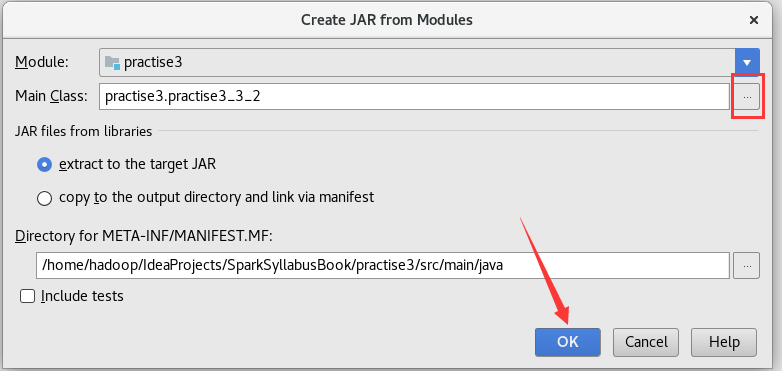 Create JAR from Modules
Module: practise3
Main Class: practise3.practise3_3_2 ...
JAR files from libraries
extract to the target JAR
copy to the output directory and link via manifest
Directory for META-INF/MANIFEST.MF:
/home/hadoop/IdeaProjects/SparkSyllabusBook/practise3/src/main/java ...
Include tests
OK Cancel Help